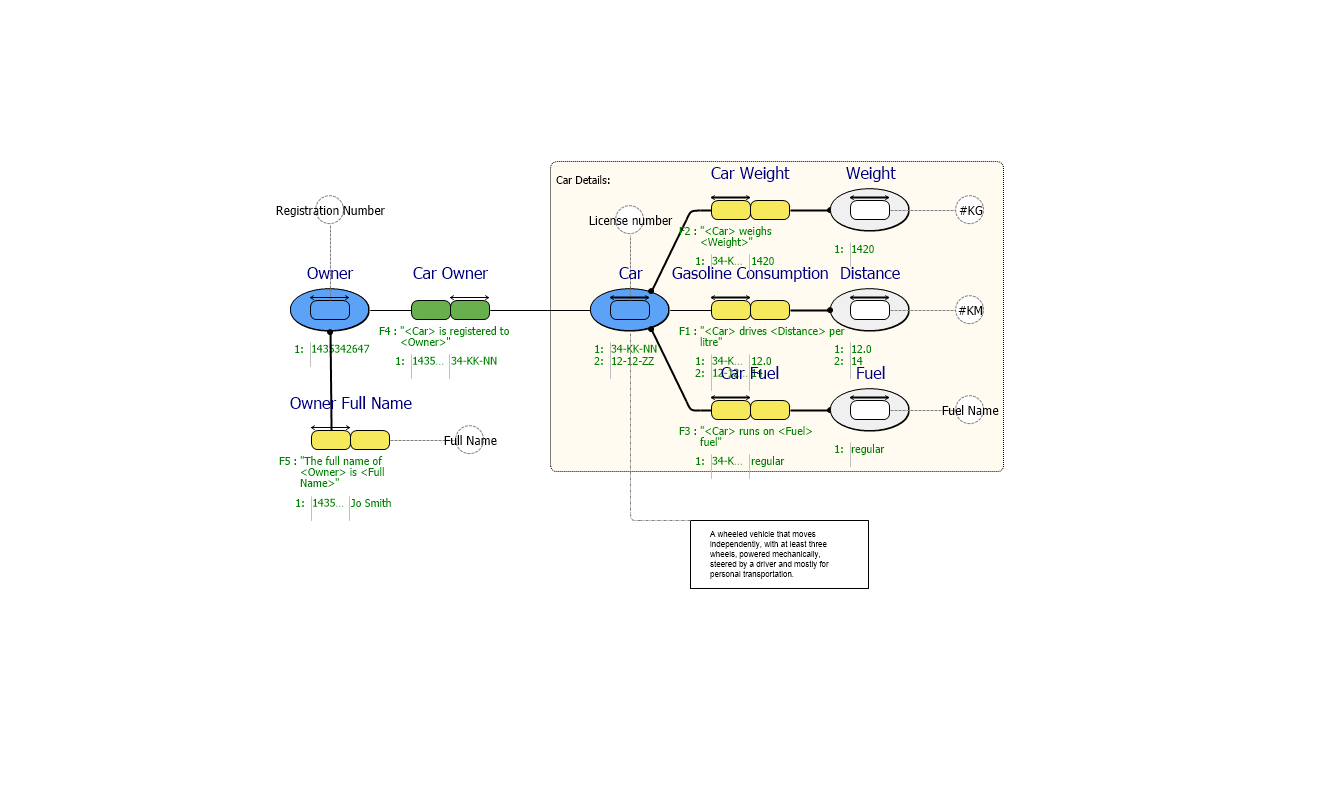 Car Details:
Car Weight
Weight
Registration Number
License number
#KG
F2 : "<Car> weighs
<Weight>"
1: 34-K... 1420
1: 1420
Owner
Car Owner
Car
Gasoline Consumption
Distance
#KM
F4 : "<Car> is registered to
<Owner>"
1: 1435... 34-KK-NN
1: 1435342647
1: 34-KK-NN
2: 12-12-ZZ
F1 : "<Car> drives <Distance> per
litre"
1: 34-K... 12.0
2: 12-12... 14
1: 12.0
2: 14
Car Fuel
Fuel
Owner Full Name
Fuel Name
Full Name
F3 : "<Car> runs on <Fuel>
fuel"
1: 34-K... regular
1: regular
F5 : "The full name of
<Owner> is <Full
Name>"
1: 1435... Jo Smith
A wheeled vehicle that moves
independently, with at least three
wheels, powered mechanically,
steered by a driver and mostly for
personal transportation.